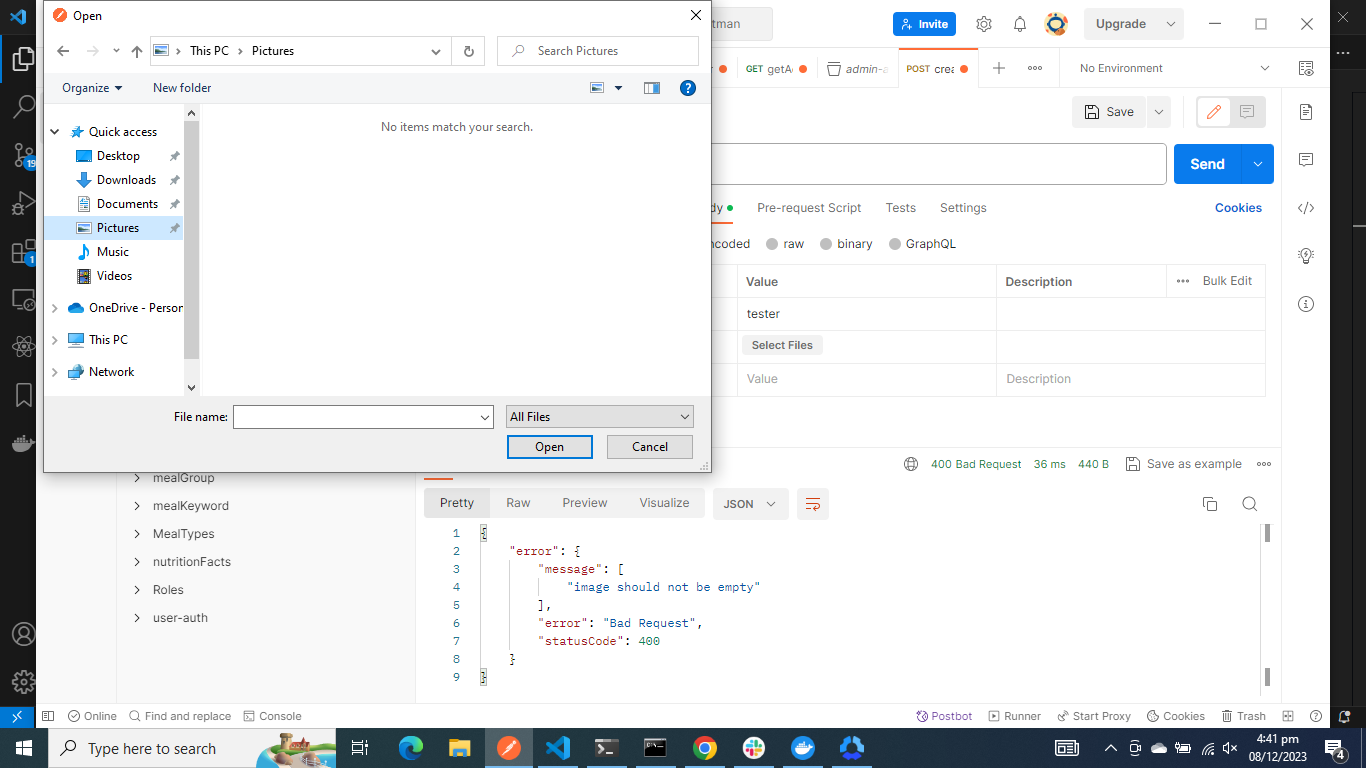 Open
tman
Invite
Upgrade
This PC
Pictures
Search Pictures
GET getA
admin-a
POST crea
No Environment
Organize
New folder
No items match your search.
Save
Quick access
Desktop
Downloads
Documents
Pictures
Music
Videos
OneDrive - Person
This PC
Network
Send
dy
Pre-request Script
Tests
Settings
Cookies
ncoded
raw
binary
GraphQL
Value
Description
Bulk Edit
tester
Select Files
Value
Description
File name:
All Files
Open
Cancel
400 Bad Request
36 ms
440 B
Save as example
mealGroup
mealKeyword
MealTypes
nutritionFacts
Roles
user-auth
Pretty
Raw
Preview
Visualize
JSON
1 {
2 "error": {
3 "message": [
4 "image should not be empty"
5 ],
6 "error": "Bad Request",
7 "statusCode": 400
8 }
9 }
19
1
Online
Find and replace
Console
Postbot
Runner
Start Proxy
Cookies
Trash
Type here to search
4:41 pm
08/12/2023
4